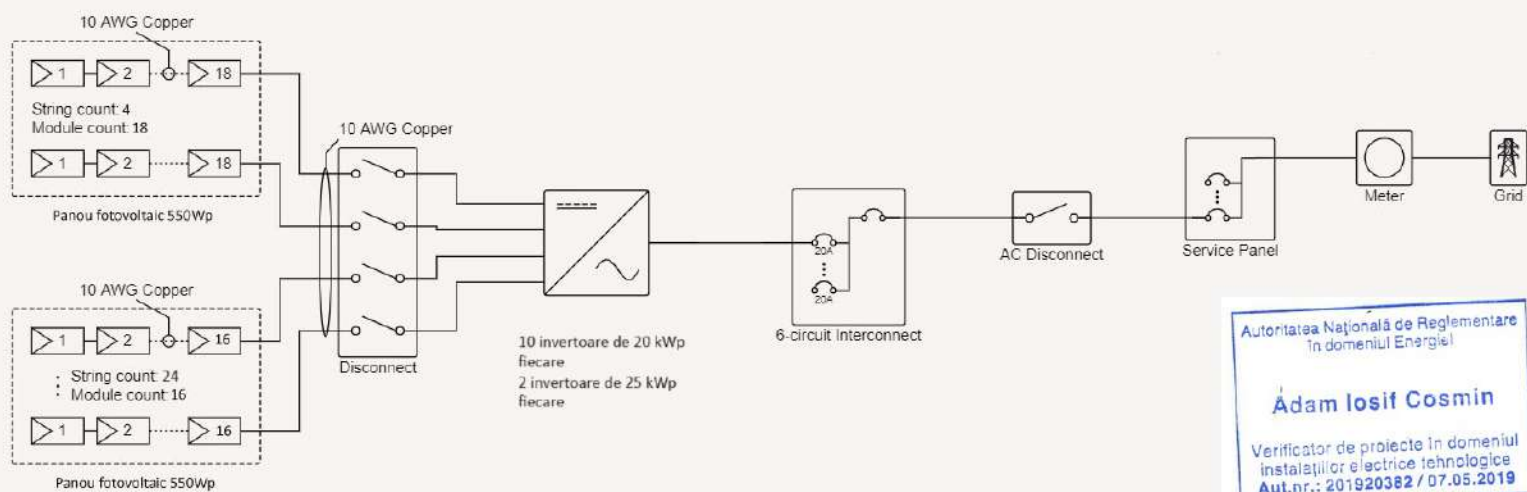 10 AWG Copper
1 2 18
String count: 4
Module count: 18
1 2 18
Panou fotovoltaic 550Wp
10 AWG Copper
1 2 16
String count: 24
Module count: 16
1 2 16
Panou fotovoltaic 550Wp
10 AWG Copper
Disconnect
10 invertoare de 20 kWp
fiecare
2 invertoare de 25 kWp
fiecare
20A
20A
6-circuit Interconnect
AC Disconnect
Service Panel
Meter
Grid
Autoritatea Naţională de Reglementare
în domeniul Energiei
Adam Iosif Cosmin
Verificator de proiecte în domeniul
instalaţiilor electrice tehnologice
Aut.nr.: 201920382 / 07.05.2019